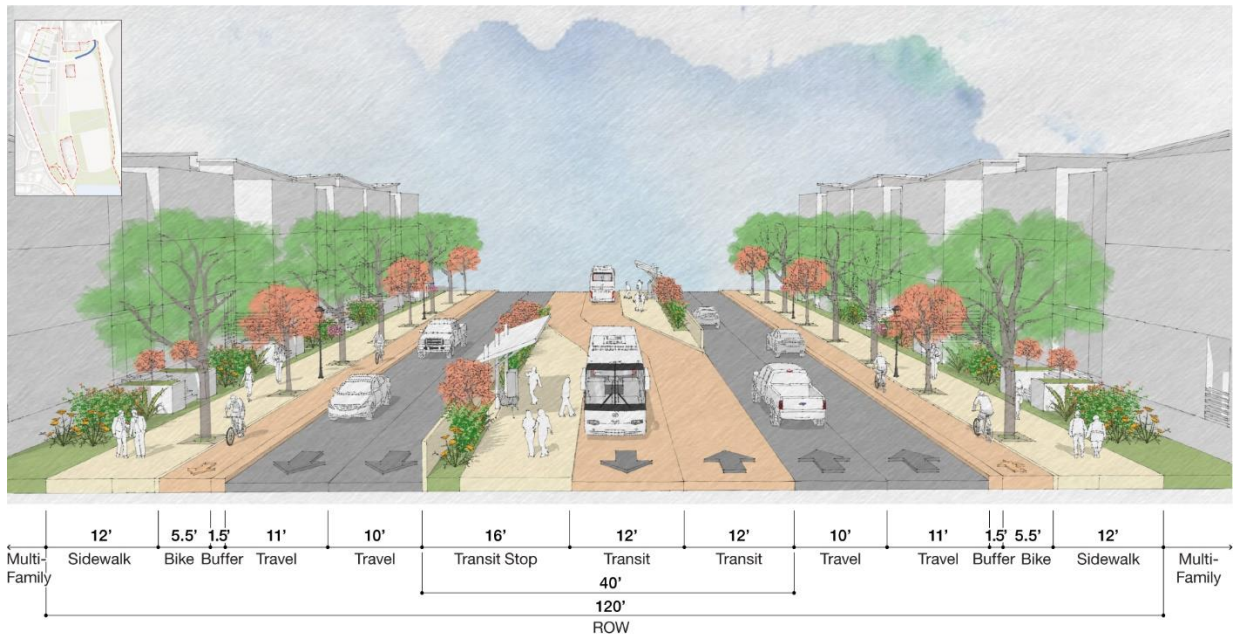 12' 5.5' 1.5' 11' 10' 16' 12' 12' 10' 11' 1.5' 5.5' 12'
Multi-Family Sidewalk Bike Buffer Travel Travel Transit Stop Transit Transit Travel Travel Buffer Bike Sidewalk Multi-Family
40'
120'
ROW